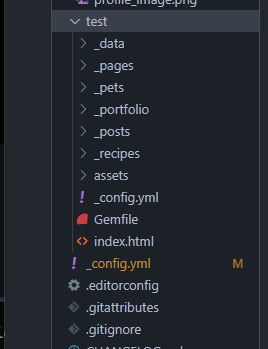 profile_image.png
test
_data
_pages
_pets
_portfolio
_posts
_recipes
assets
_config.yml
Gemfile
index.html
_config.yml M
.editorconfig
.gitattributes
.gitignore